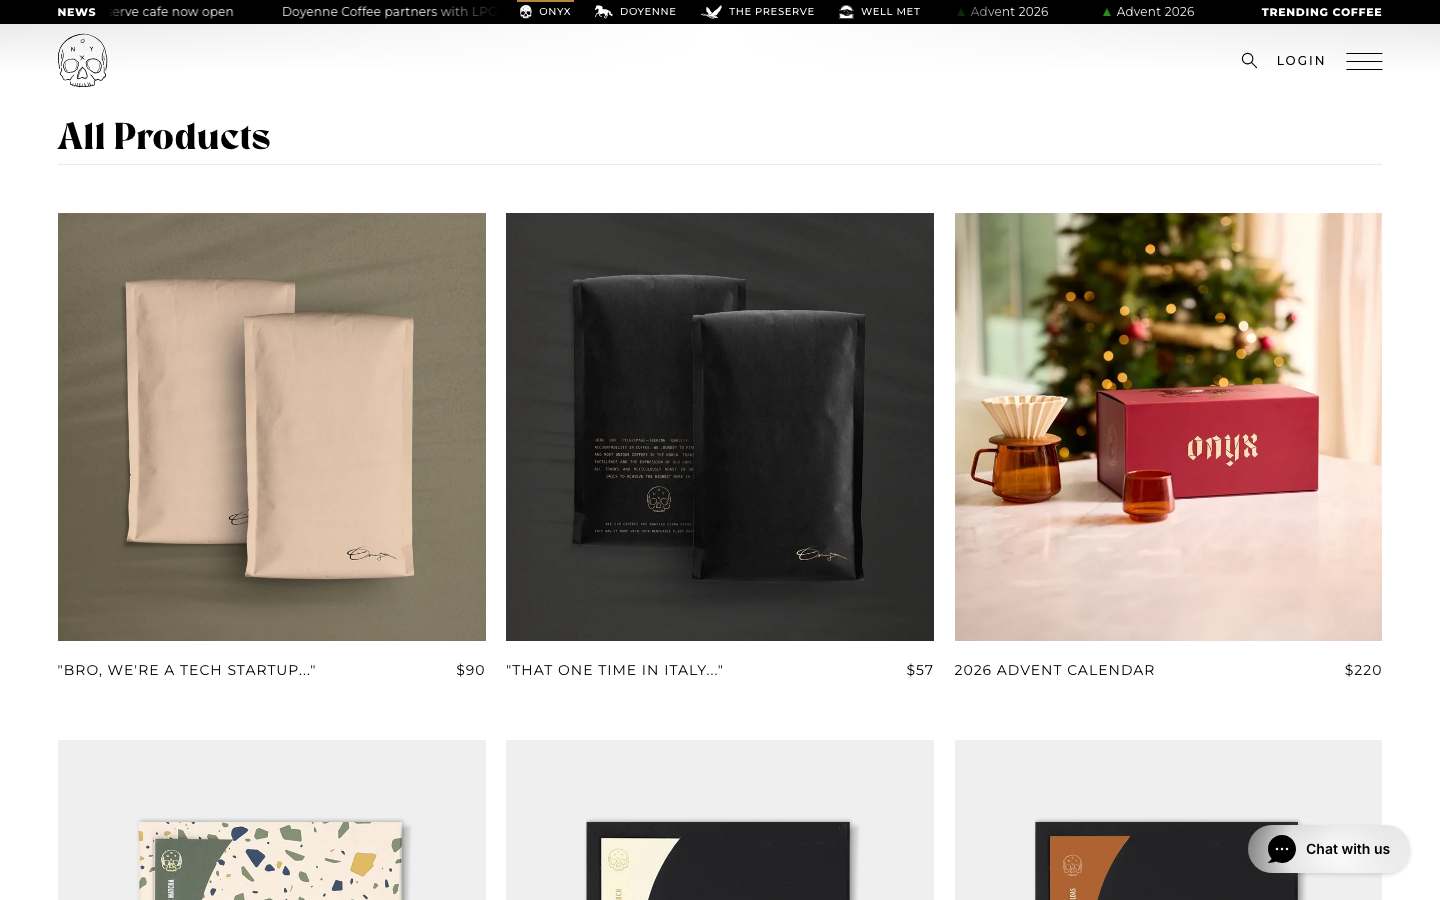 NEWS
erve cafe now open
Doyenne Coffee partners with LPC
ONYX
DOYENNE
THE PRESERVE
WELL MET
Advent 2026
Advent 2026
TRENDING COFFEE
O
N Y
X
LOGIN
All Products
Onyx
onyx
"BRO, WE'RE A TECH STARTUP..."
$90
"THAT ONE TIME IN ITALY..."
$57
2026 ADVENT CALENDAR
$220
MATCHA
Chat with us